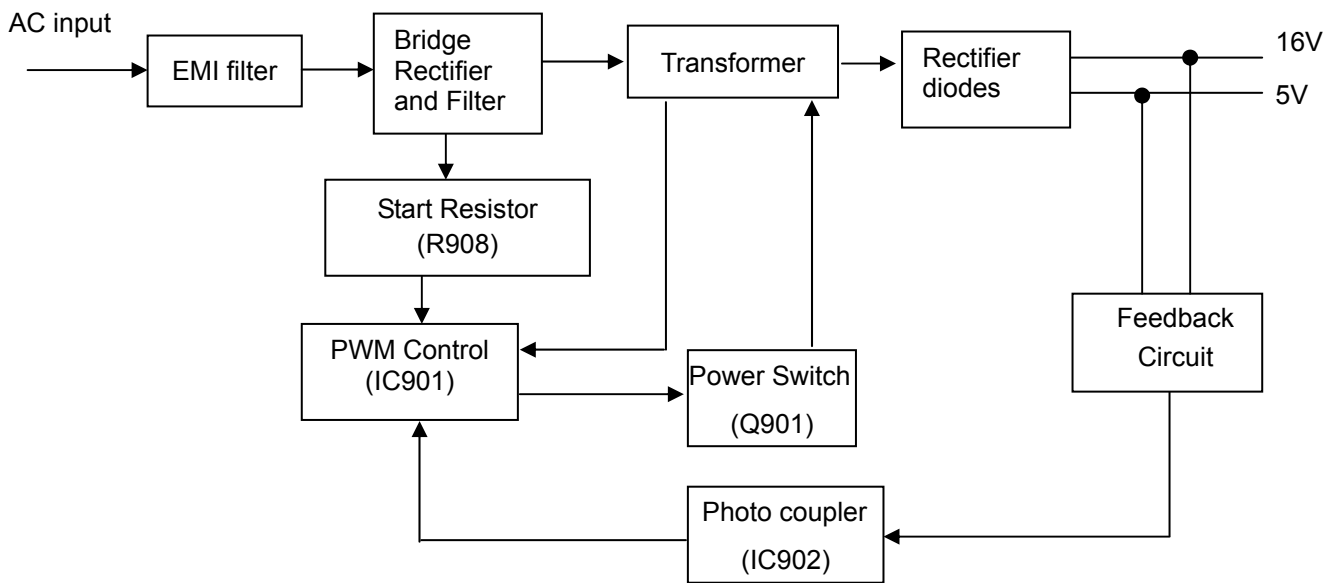 AC input
EMI filter
Bridge
Rectifier
and Filter
Transformer
Rectifier
diodes
16V
5V
Start Resistor
(R908)
PWM Control
(IC901)
Power Switch
(Q901)
Feedback
Circuit
Photo coupler
(IC902)